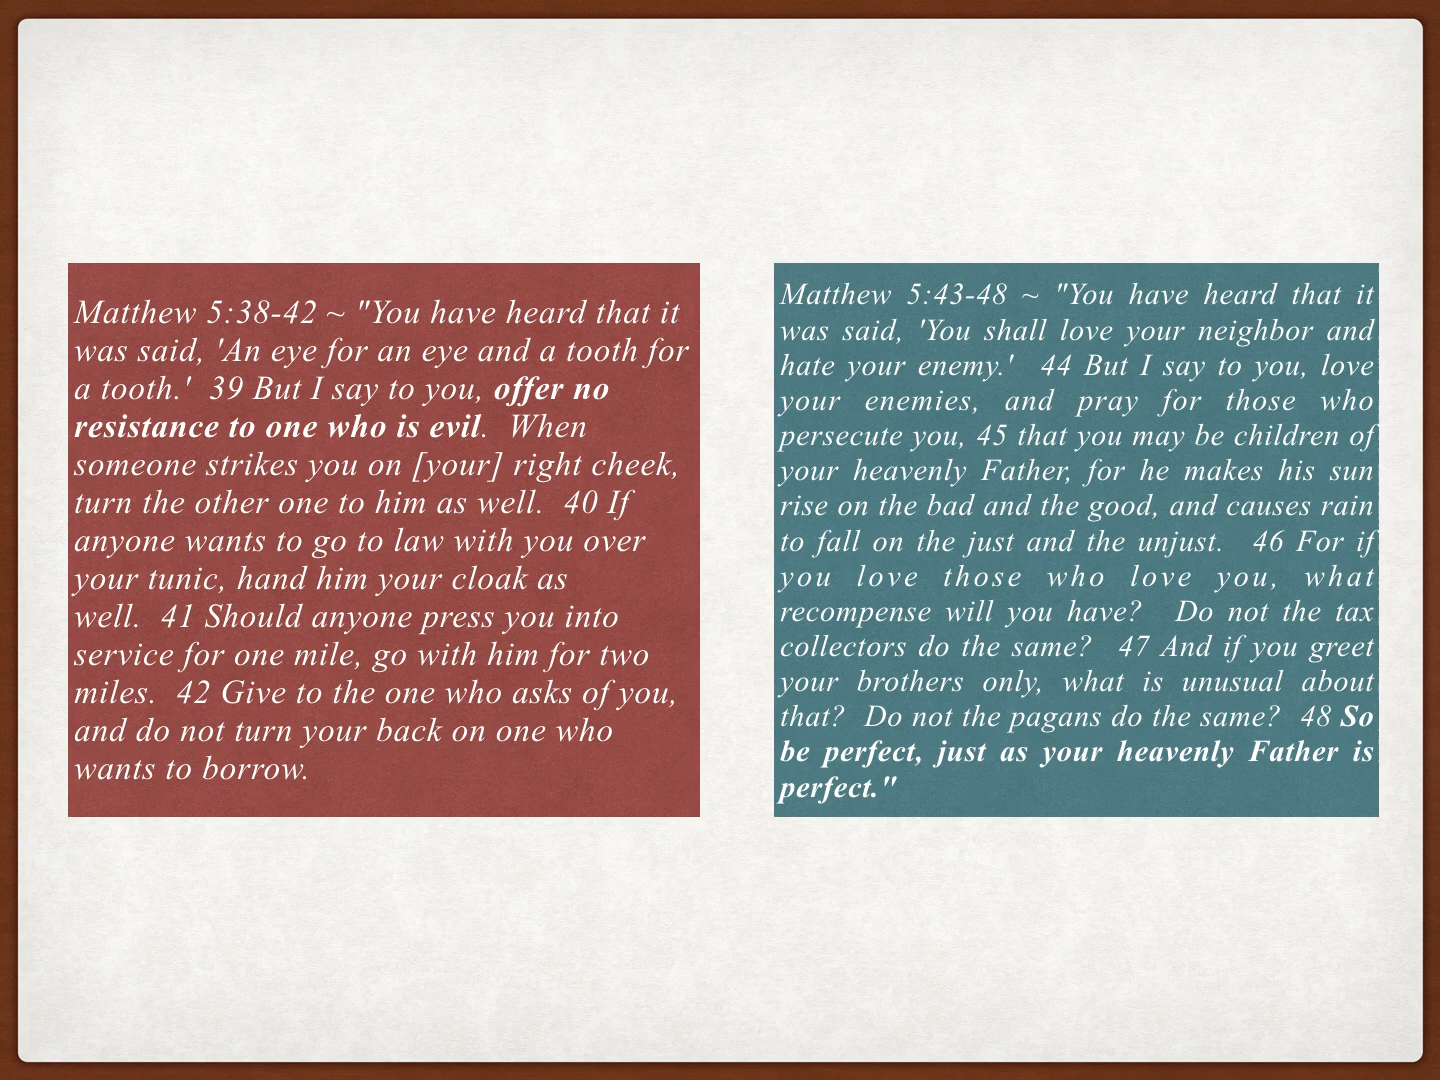 Matthew 5:38-42 ~ "You have heard that it
was said, 'An eye for an eye and a tooth for
a tooth.'  39 But I say to you, offer no
resistance to one who is evil.  When
someone strikes you on [your] right cheek,
turn the other one to him as well.  40 If
anyone wants to go to law with you over
your tunic, hand him your cloak as
well.  41 Should anyone press you into
service for one mile, go with him for two
miles.  42 Give to the one who asks of you,
and do not turn your back on one who
wants to borrow.
Matthew 5:43-48 ~ "You have heard that it
was said, 'You shall love your neighbor and
hate your enemy.'  44 But I say to you, love
your enemies, and pray for those who
persecute you, 45 that you may be children of
your heavenly Father, for he makes his sun
rise on the bad and the good, and causes rain
to fall on the just and the unjust.  46 For if
you love those who love you, what
recompense will you have?  Do not the tax
collectors do the same?  47 And if you greet
your brothers only, what is unusual about
that?  Do not the pagans do the same?  48 So
be perfect, just as your heavenly Father is
perfect."